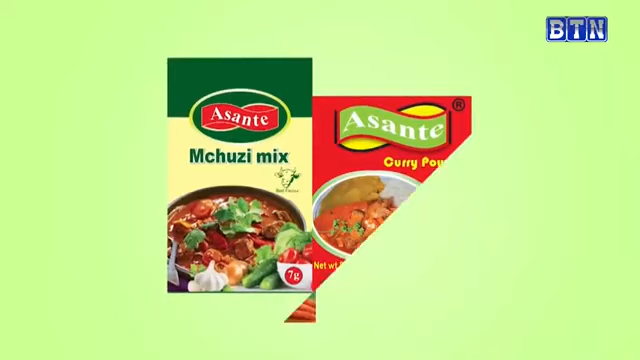 BTN
Asante
Mchuzi mix
7g
Asante ®
Curry Pow
Net wt